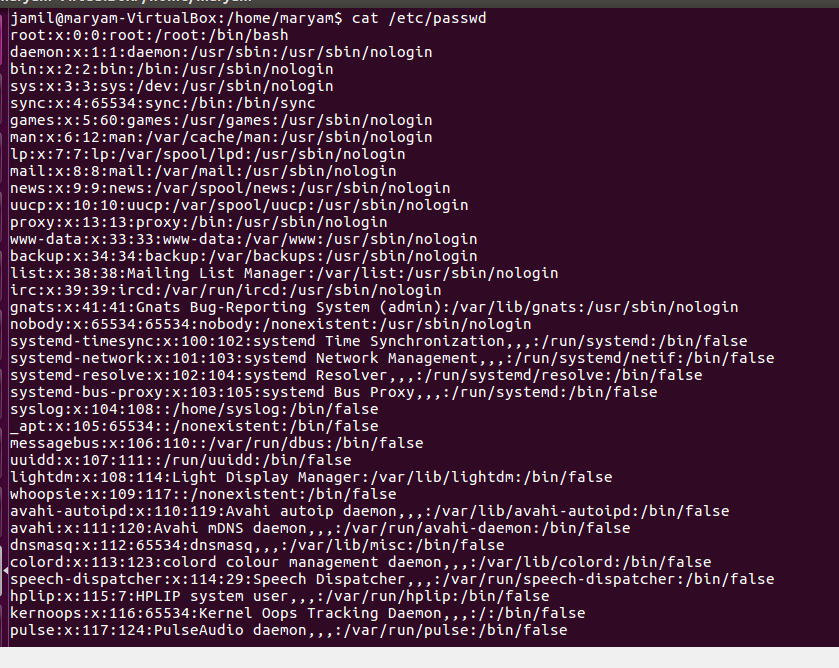 jamil@maryam-VirtualBox:/home/maryam$ cat /etc/passwd
root:x:0:0:root:/root:/bin/bash
daemon:x:1:1:daemon:/usr/sbin:/usr/sbin/nologin
bin:x:2:2:bin:/bin:/usr/sbin/nologin
sys:x:3:3:sys:/dev:/usr/sbin/nologin
sync:x:4:65534:sync:/bin:/bin/sync
games:x:5:60:games:/usr/games:/usr/sbin/nologin
man:x:6:12:man:/var/cache/man:/usr/sbin/nologin
lp:x:7:7:lp:/var/spool/lpd:/usr/sbin/nologin
mail:x:8:8:mail:/var/mail:/usr/sbin/nologin
news:x:9:9:news:/var/spool/news:/usr/sbin/nologin
uucp:x:10:10:uucp:/var/spool/uucp:/usr/sbin/nologin
proxy:x:13:13:proxy:/bin:/usr/sbin/nologin
www-data:x:33:33:www-data:/var/www:/usr/sbin/nologin
backup:x:34:34:backup:/var/backups:/usr/sbin/nologin
list:x:38:38:Mailing List Manager:/var/list:/usr/sbin/nologin
irc:x:39:39:ircd:/var/run/ircd:/usr/sbin/nologin
gnats:x:41:41:Gnats Bug-Reporting System (admin):/var/lib/gnats:/usr/sbin/nologin
nobody:x:65534:65534:nobody:/nonexistent:/usr/sbin/nologin
systemd-timesync:x:100:102:systemd Time Synchronization,,,:/run/systemd:/bin/false
systemd-network:x:101:103:systemd Network Management,,,:/run/systemd/netif:/bin/false
systemd-resolve:x:102:104:systemd Resolver,,,:/run/systemd/resolve:/bin/false
systemd-bus-proxy:x:103:105:systemd Bus Proxy,,,:/run/systemd:/bin/false
syslog:x:104:108::/home/syslog:/bin/false
_apt:x:105:65534::/nonexistent:/bin/false
messagebus:x:106:110::/var/run/dbus:/bin/false
uuidd:x:107:111::/run/uuidd:/bin/false
lightdm:x:108:114:Light Display Manager:/var/lib/lightdm:/bin/false
whoopsie:x:109:117::/nonexistent:/bin/false
avahi-autoipd:x:110:119:Avahi autoip daemon,,,:/var/lib/avahi-autoipd:/bin/false
avahi:x:111:120:Avahi mDNS daemon,,,:/var/run/avahi-daemon:/bin/false
dnsmasq:x:112:65534:dnsmasq,,,:/var/lib/misc:/bin/false
colord:x:113:123:colord colour management daemon,,,:/var/lib/colord:/bin/false
speech-dispatcher:x:114:29:Speech Dispatcher,,,:/var/run/speech-dispatcher:/bin/false
hplip:x:115:7:HPLIP system user,,,:/var/run/hplip:/bin/false
kernoops:x:116:65534:Kernel Oops Tracking Daemon,,,:/:/bin/false
pulse:x:117:124:PulseAudio daemon,,,:/var/run/pulse:/bin/false